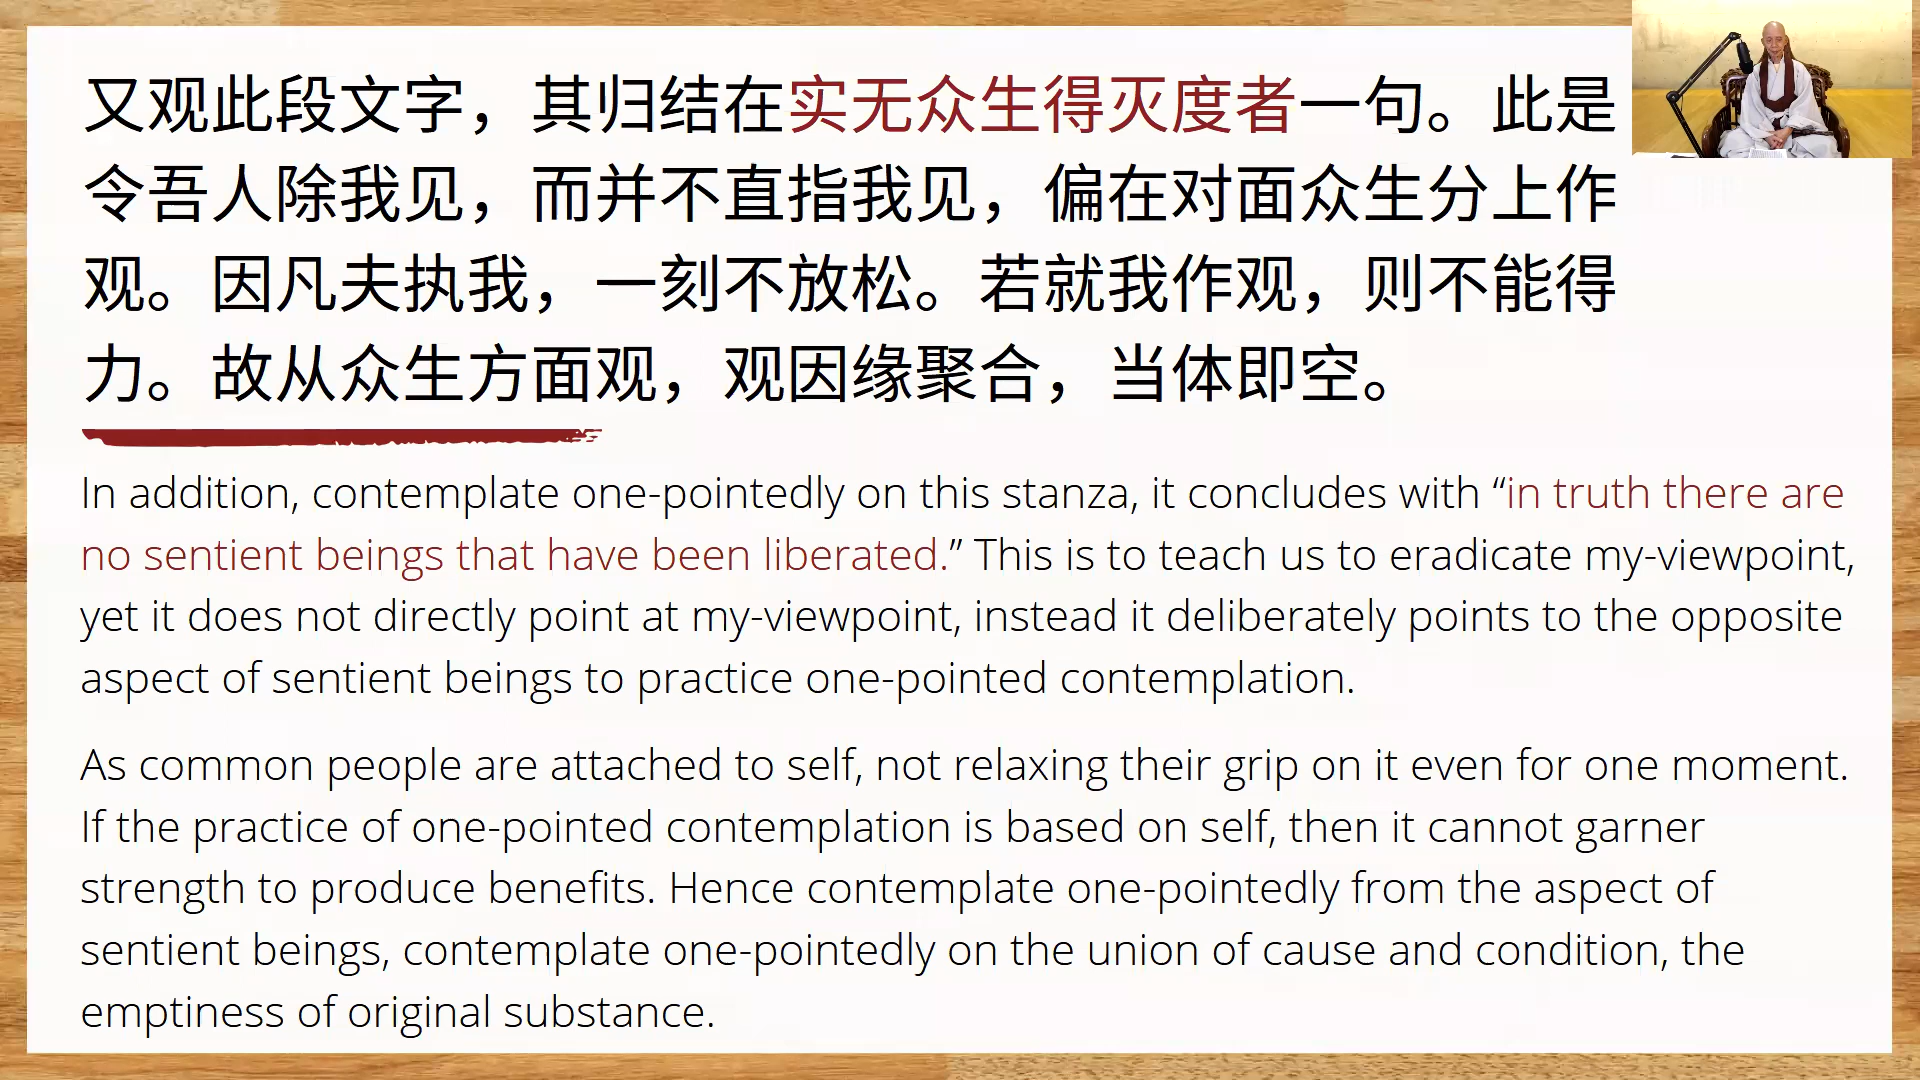 又观此段文字，其归结在实无众生得灭度者一句。此是
令吾人除我见，而并不直指我见，偏在对面众生分上作
观。因凡夫执我，一刻不放松。若就我作观，则不能得
力。故从众生方面观，观因缘聚合，当体即空。
In addition, contemplate one-pointedly on this stanza, it concludes with “in truth there are
no sentient beings that have been liberated.” This is to teach us to eradicate my-viewpoint,
yet it does not directly point at my-viewpoint, instead it deliberately points to the opposite
aspect of sentient beings to practice one-pointed contemplation.
As common people are attached to self, not relaxing their grip on it even for one moment.
If the practice of one-pointed contemplation is based on self, then it cannot garner
strength to produce benefits. Hence contemplate one-pointedly from the aspect of
sentient beings, contemplate one-pointedly on the union of cause and condition, the
emptiness of original substance.